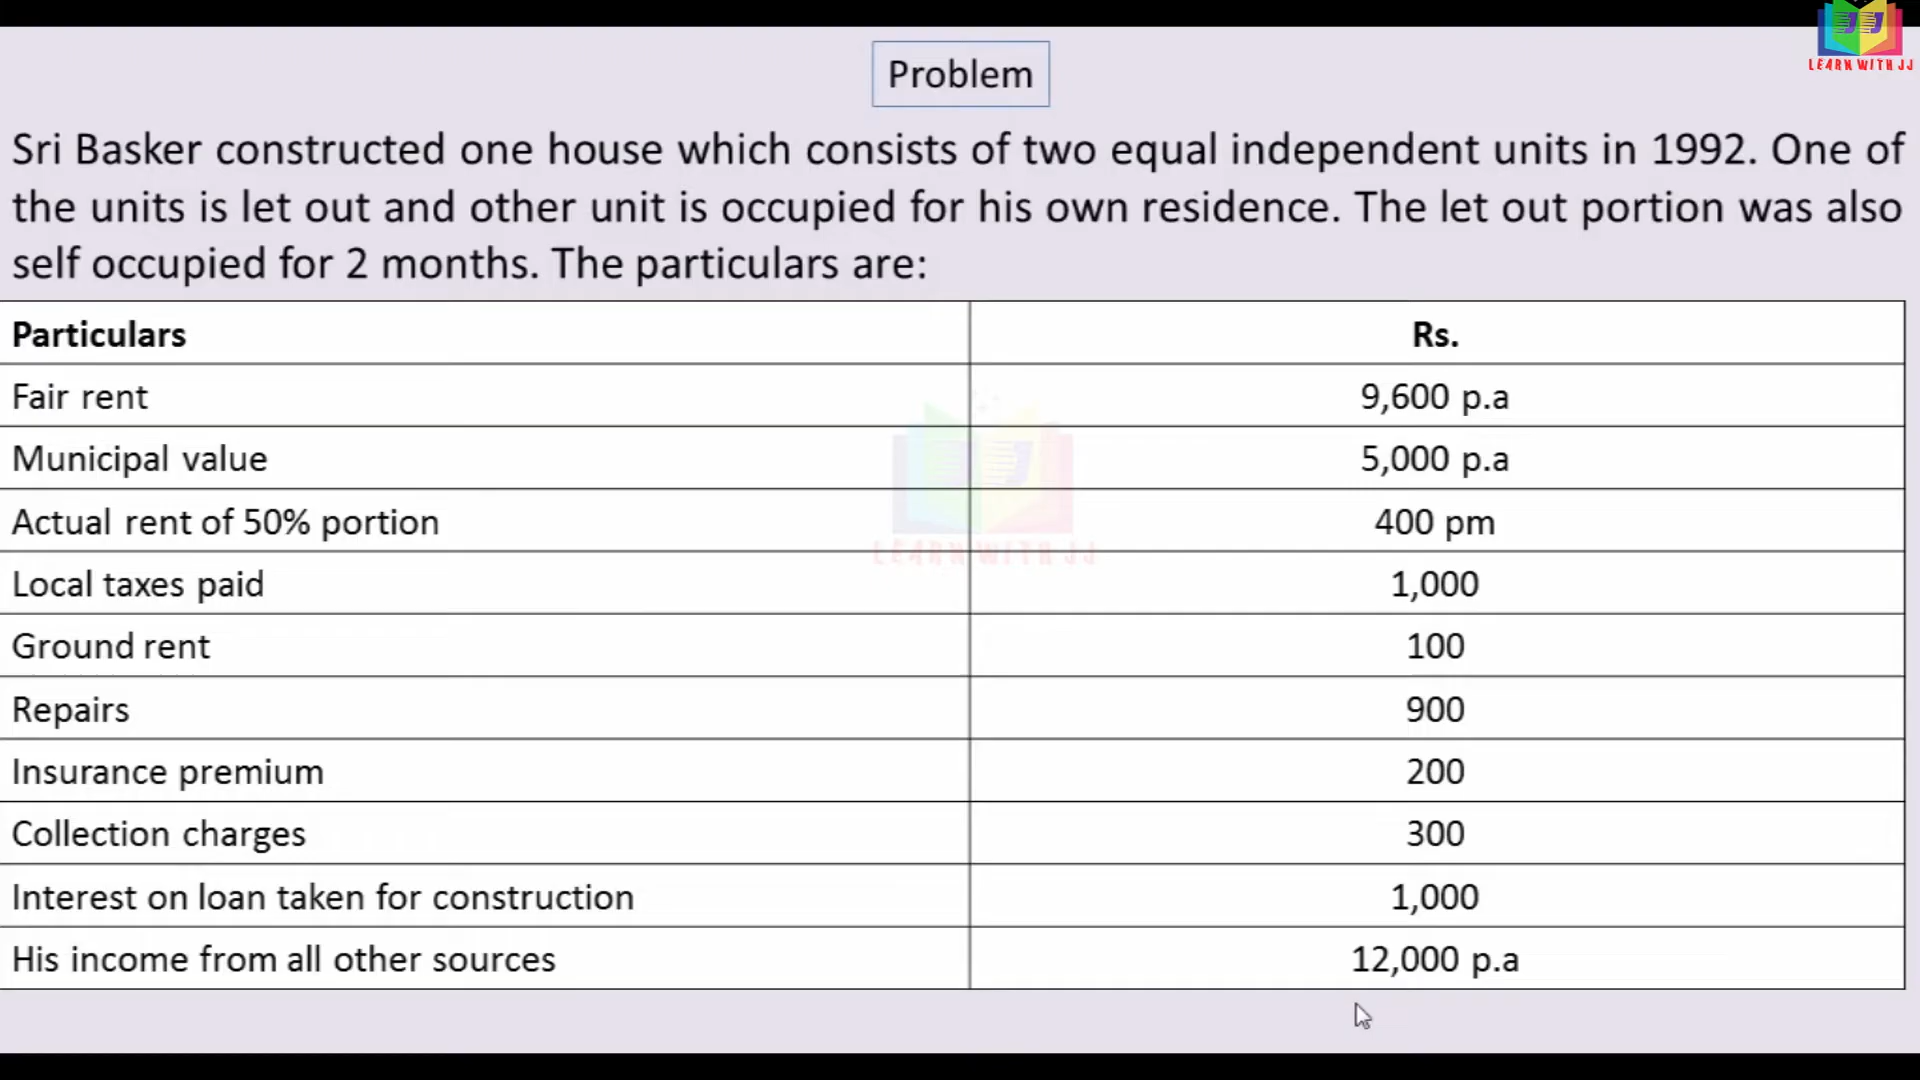 LEARN WITH JJ
Problem
Sri Basker constructed one house which consists of two equal independent units in 1992. One of
the units is let out and other unit is occupied for his own residence. The let out portion was also
self occupied for 2 months. The particulars are:
Particulars Rs.
Fair rent 9,600 p.a
Municipal value 5,000 p.a
Actual rent of 50% portion 400 pm
Local taxes paid 1,000
Ground rent 100
Repairs 900
Insurance premium 200
Collection charges 300
Interest on loan taken for construction 1,000
His income from all other sources 12,000 p.a
LEARN WITH JJ